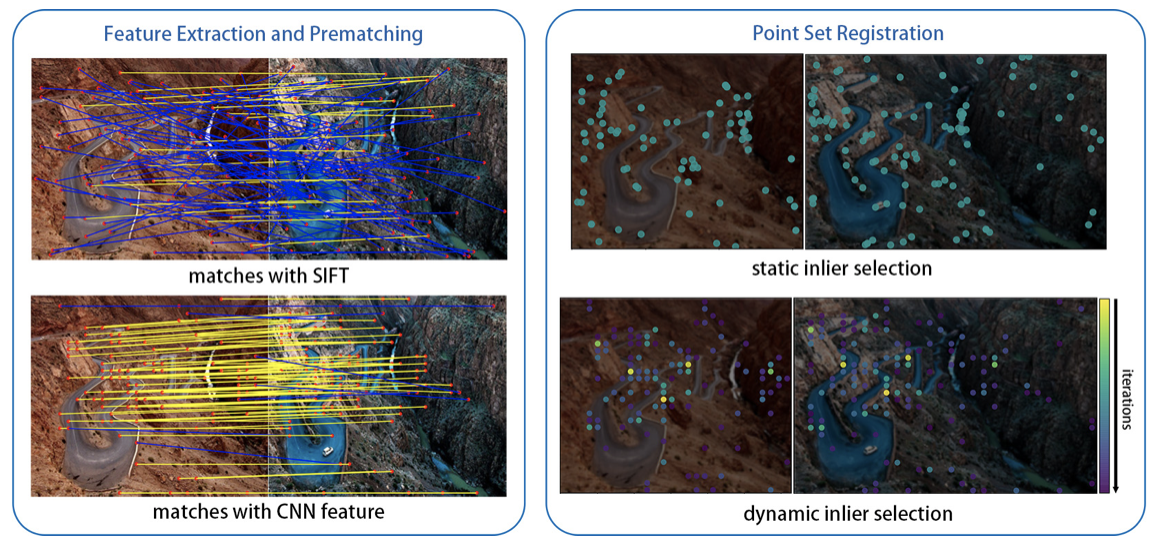 Feature Extraction and Prematching
matches with SIFT
matches with CNN feature
Point Set Registration
static inlier selection
iterations
dynamic inlier selection